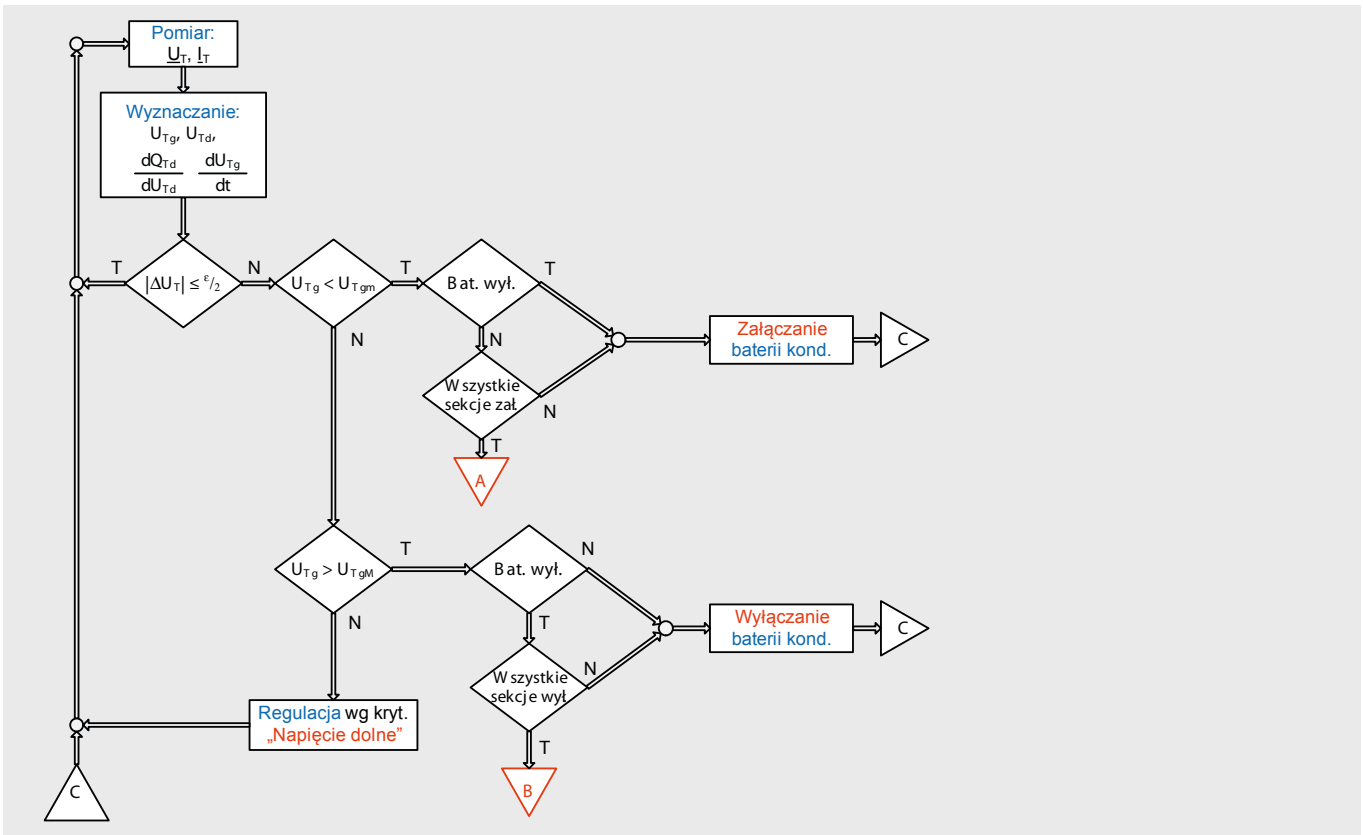 Pomiar:
U_T, I_T
Wyznaczanie:
U_Tg, U_Td,
dQ_Td dU_Tg
dU_Td dt
T
|ΔU_T| ≤ ε/2
N
U_Tg < U_Tgm
T
Bat. wył.
T
N
N
Wszystkie
sekcje zał.
N
T
A
Załączanie
baterii kond.
C
U_Tg > U_TgM
T
Bat. wył.
N
N
T
Wszystkie
sekcje wył.
N
T
B
Wyłączanie
baterii kond.
C
Regulacja wg kryt.
„Napięcie dolne”
C